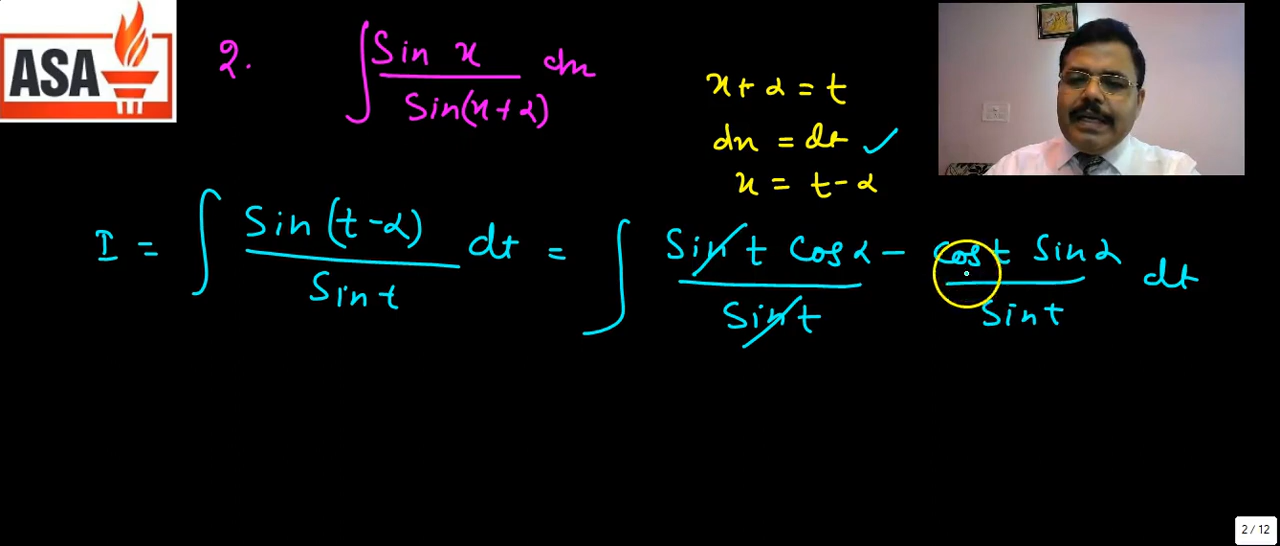 ASA
2. ∫ Sin x / Sin(x+α) dx
x+α = t
dx = dt ✓
x = t-α
I = ∫ Sin(t-α) / Sin t dt = ∫ Sin t Cos α / Sin t - Cos t Sin α / Sin t dt
2 / 12